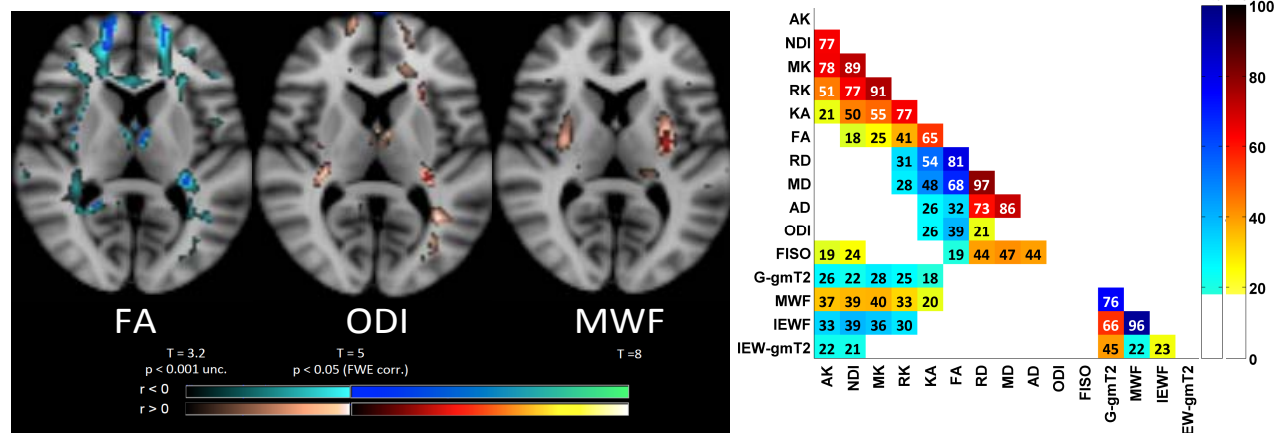 FA ODI MWF
T = 3.2 T = 5 T =8
p < 0.001 unc. p < 0.05 (FWE corr.)
r < 0
r > 0
AK
NDI 77
MK 78 89
RK 51 77 91
KA 21 50 55 77
FA 18 25 41 65
RD 31 54 81
MD 28 48 68 97
AD 26 32 73 86
ODI 26 39 21
FISO 19 24 19 44 47 44
G-gmT2 26 22 28 25 18
MWF 37 39 40 33 20 76
IEWF 33 39 36 30 66 96
IEW-gmT2 22 21 45 22 23
AK NDI MK RK KA FA RD MD AD ODI FISO G-gmT2 MWF IEWF EW-gmT2
100
80
60
40
20
0